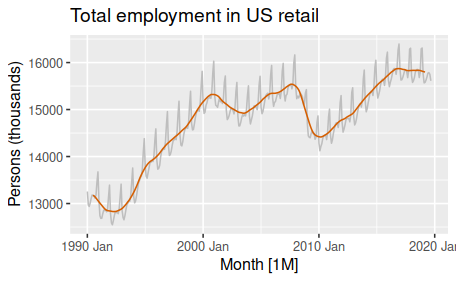 Total employment in US retail
Persons (thousands)
16000
15000
14000
13000
1990 Jan
2000 Jan
2010 Jan
2020 Jan
Month [1M]